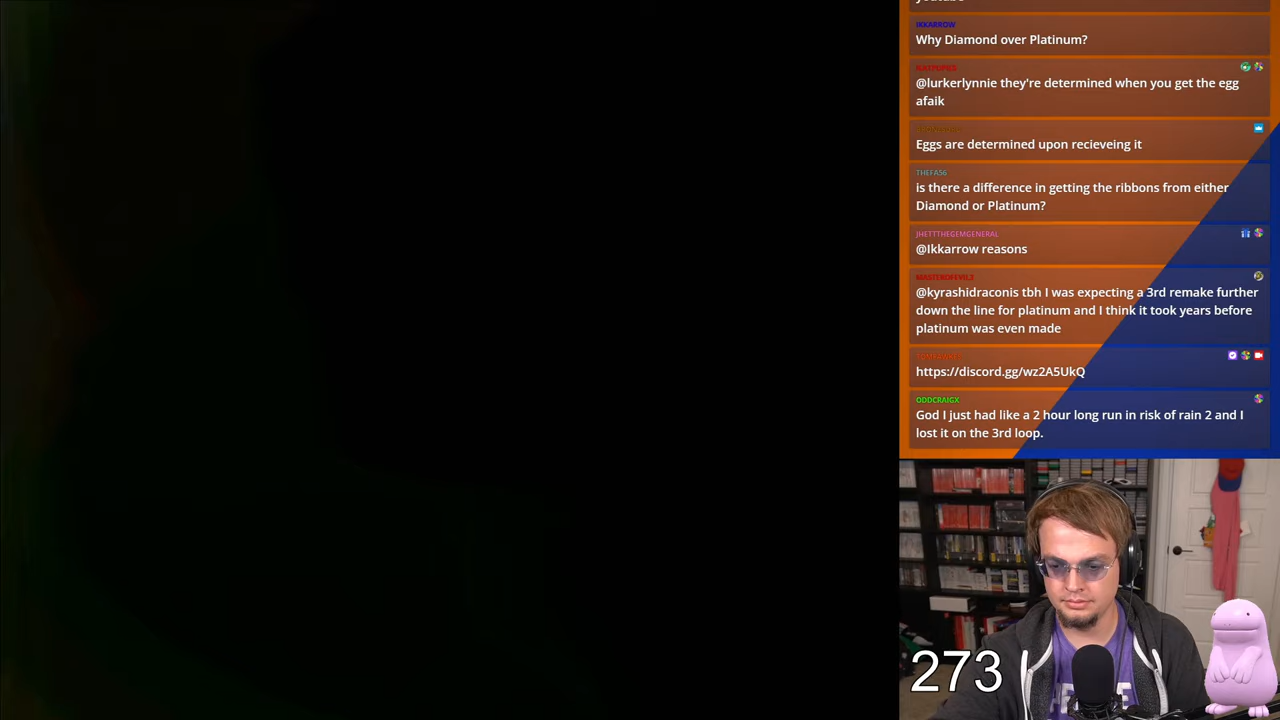 IKKARROW
Why Diamond over Platinum?
@lurkerlynnie they're determined when you get the egg
afaik
Eggs are determined upon recieveing it
THEFA56
is there a difference in getting the ribbons from either
Diamond or Platinum?
JHETTTHEGEMGENERAL
@Ikkarrow reasons
MASTEROFEVILS
@kyrashidraconis tbh I was expecting a 3rd remake further
down the line for platinum and I think it took years before
platinum was even made
https://discord.gg/wz2A5UkQ
ODDCRAIGX
God I just had like a 2 hour long run in risk of rain 2 and I
lost it on the 3rd loop.
273